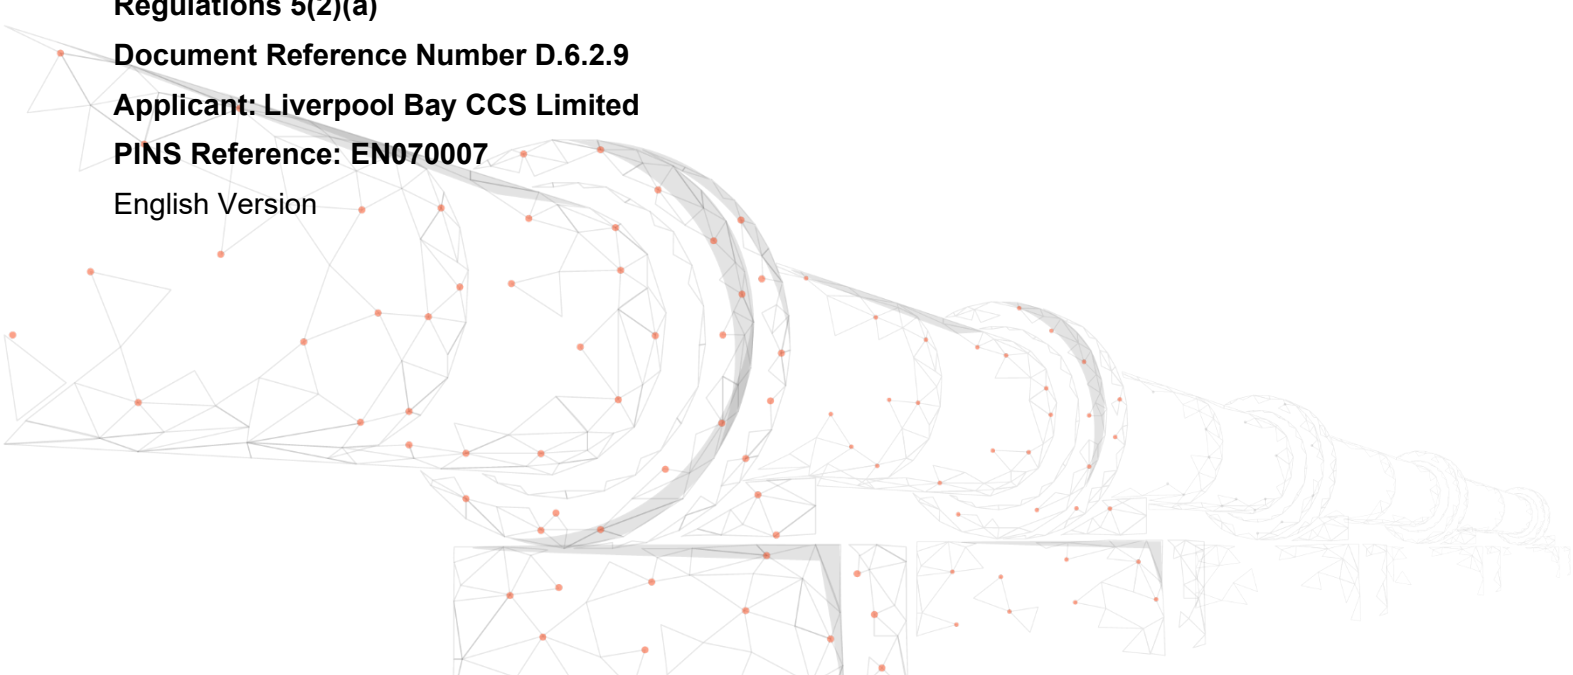 Regulations 5(2)(a)
Document Reference Number D.6.2.9
Applicant: Liverpool Bay CCS Limited
PINS Reference: EN070007
English Version